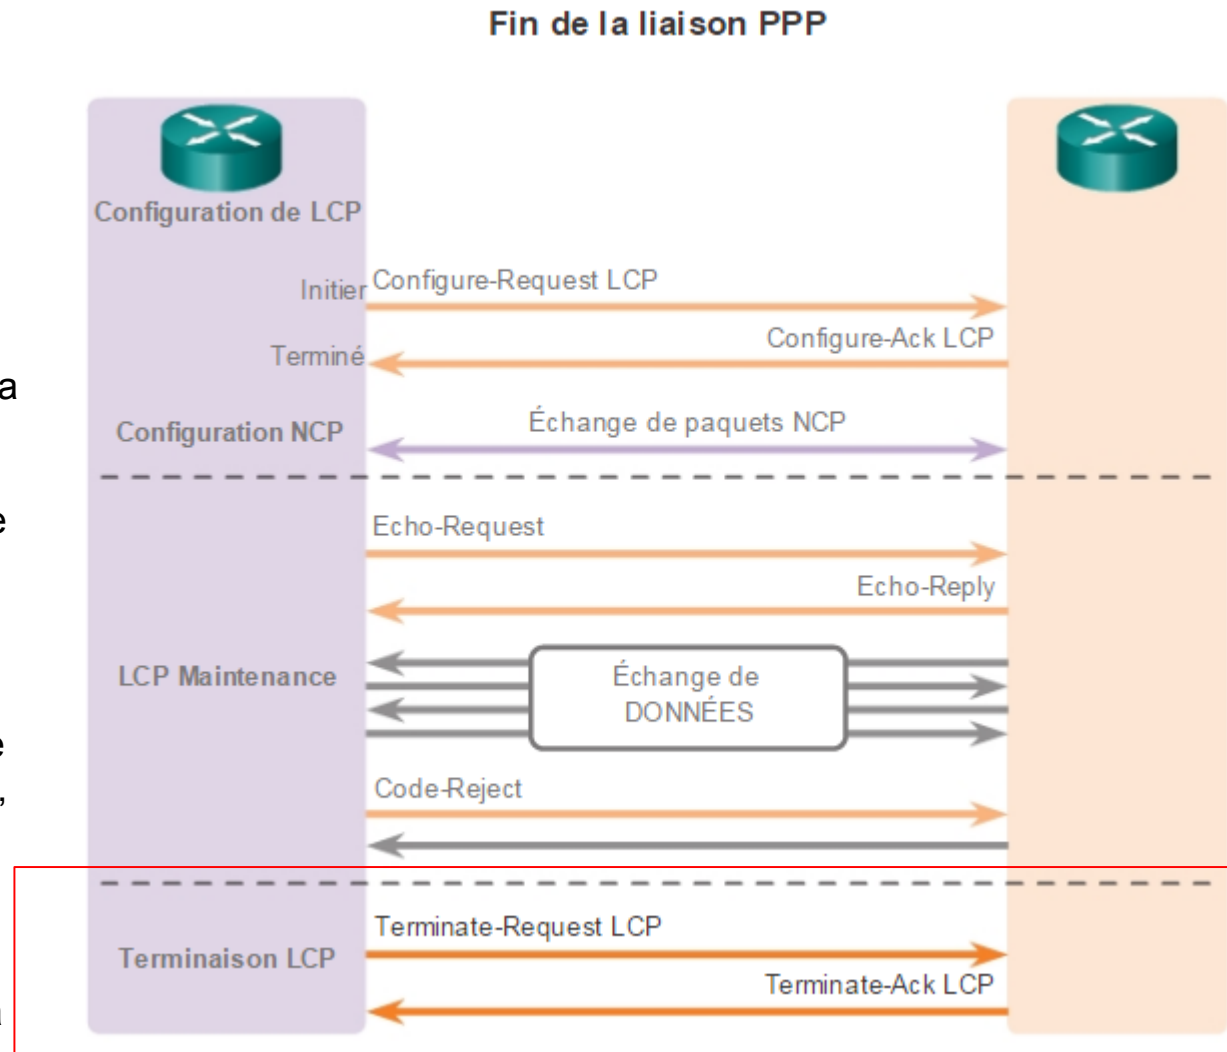 Fin de la liaison PPP
Configuration de LCP
Initier
Configure-Request LCP
Configure-Ack LCP
Terminé
a
Configuration NCP
Échange de paquets NCP
e
Echo-Request
Echo-Reply
LCP Maintenance
Échange de
DONNÉES
e
,
Code-Reject
Terminate-Request LCP
Terminaison LCP
Terminate-Ack LCP